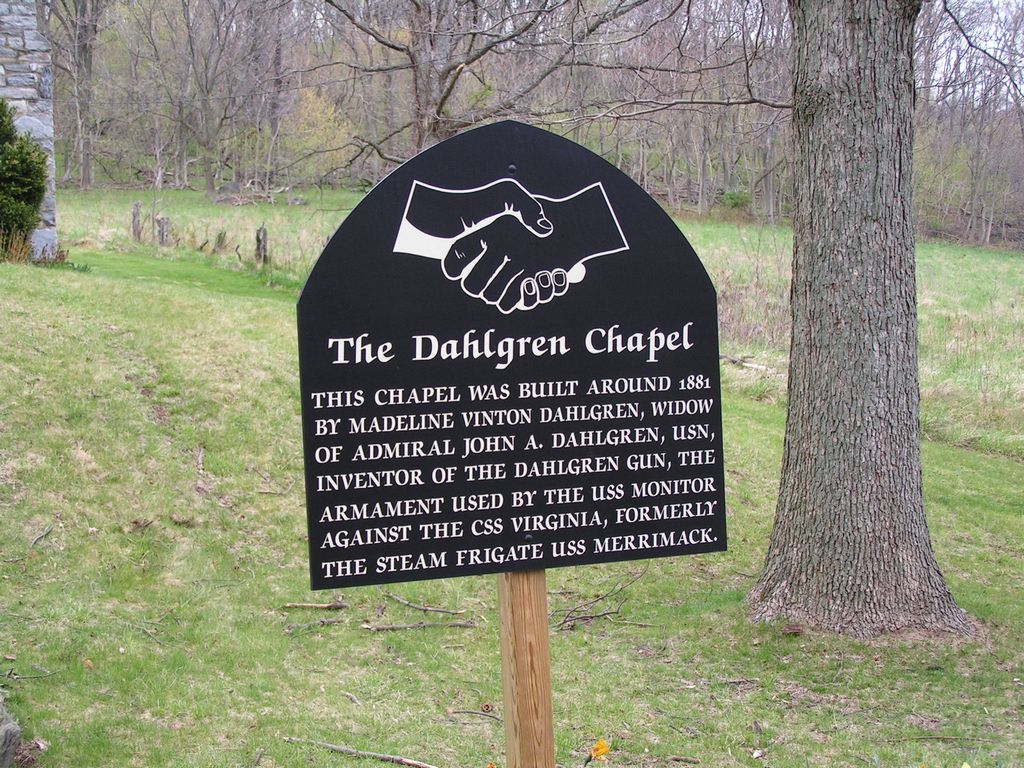 The Dahlgren Chapel
THIS CHAPEL WAS BUILT AROUND 1881
BY MADELINE VINTON DAHLGREN, WIDOW
OF ADMIRAL JOHN A. DAHLGREN, USN,
INVENTOR OF THE DAHLGREN GUN, THE
ARMAMENT USED BY THE USS MONITOR
AGAINST THE CSS VIRGINIA, FORMERLY
THE STEAM FRIGATE USS MERRIMACK.